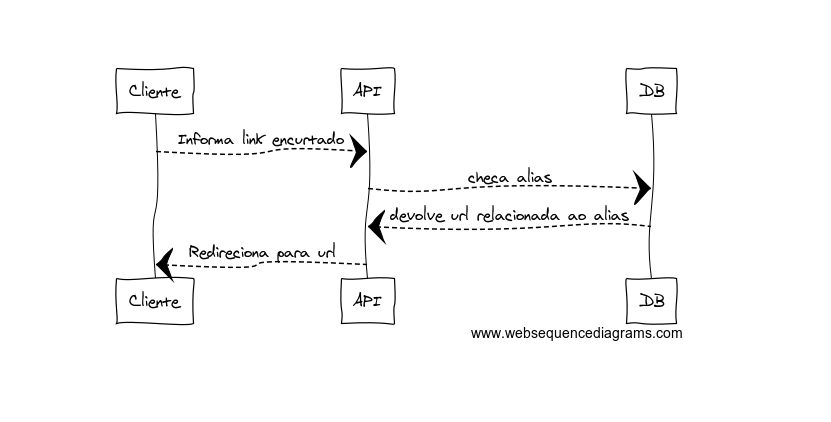 Cliente
API
DB
Informa link encurtado
checa alias
devolve url relacionada ao alias
Redireciona para url
Cliente
API
DB
www.websequencediagrams.com